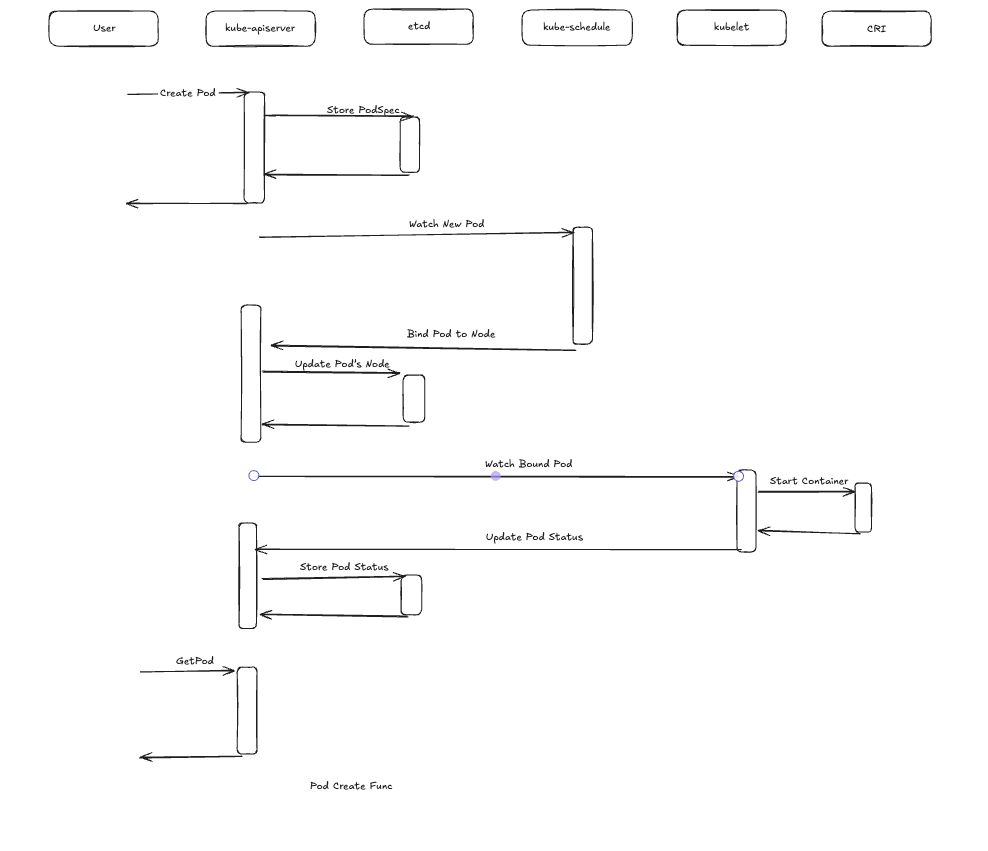 User
kube-apiserver
etcd
kube-schedule
kubelet
CRI
Create Pod
Store PodSpec
Watch New Pod
Bind Pod to Node
Update Pod's Node
Watch Bound Pod
Start Container
Update Pod Status
Store Pod Status
GetPod
Pod Create Func